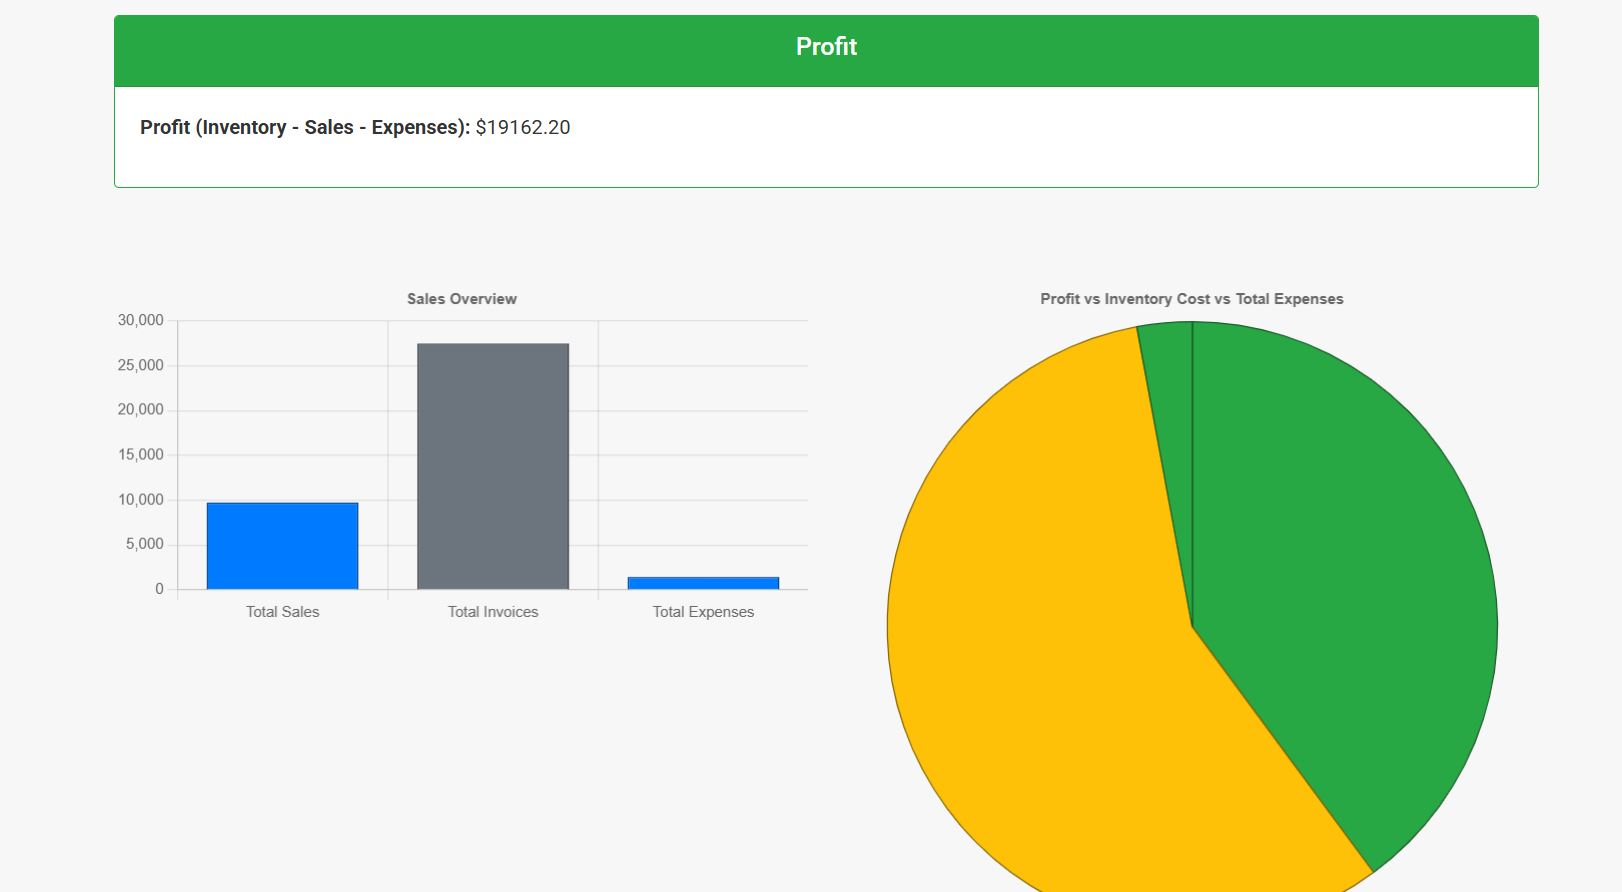 Profit
Profit (Inventory - Sales - Expenses): $19162.20
Sales Overview
30,000
25,000
20,000
15,000
10,000
5,000
0
Total Sales
Total Invoices
Total Expenses
Profit vs Inventory Cost vs Total Expenses